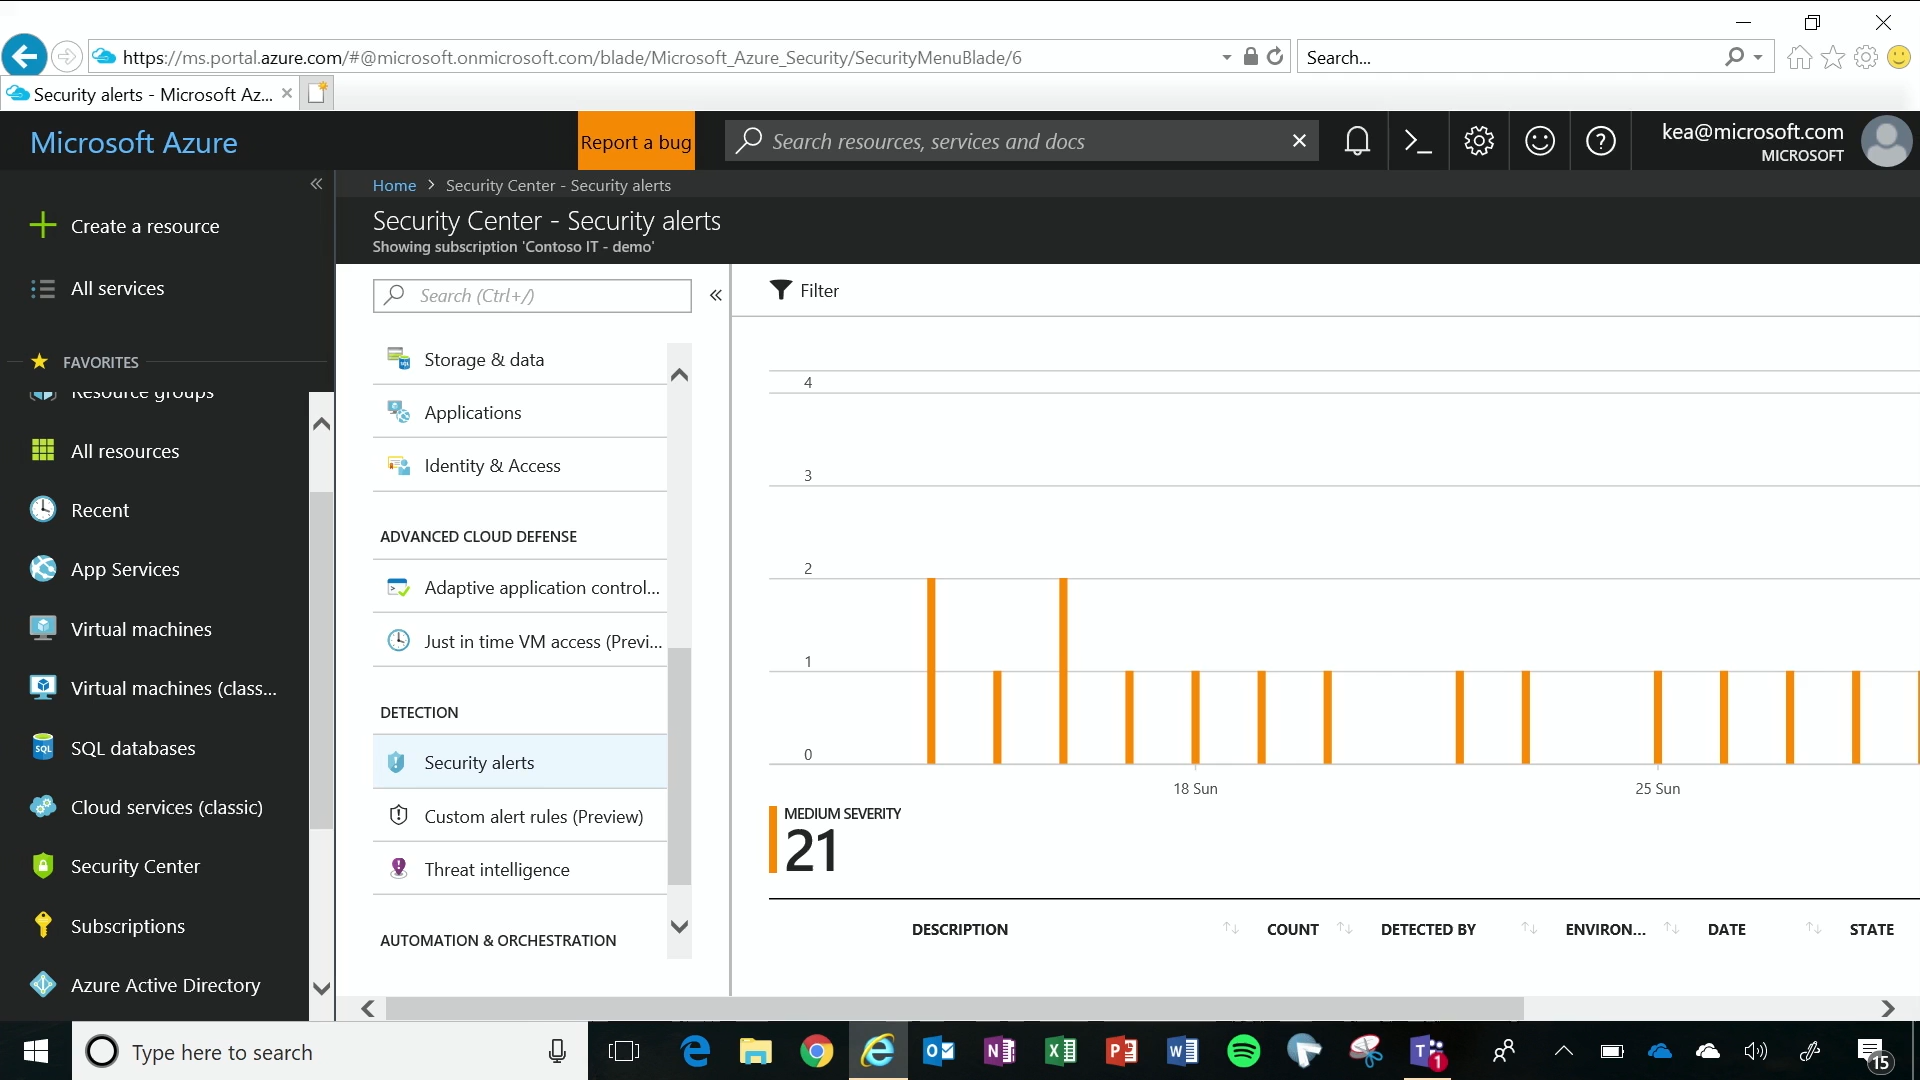 https://ms.portal.azure.com/#@microsoft.onmicrosoft.com/blade/Microsoft_Azure_Security/SecurityMenuBlade/6
Search...
Security alerts - Microsoft Az...
Microsoft Azure
Report a bug
Search resources, services and docs
kea@microsoft.com
MICROSOFT
Home > Security Center - Security alerts
Security Center - Security alerts
Showing subscription 'Contoso IT - demo'
Create a resource
All services
FAVORITES
Resource groups
All resources
Recent
App Services
Virtual machines
Virtual machines (class...
SQL databases
Cloud services (classic)
Security Center
Subscriptions
Azure Active Directory
Search (Ctrl+/)
Storage & data
Applications
Identity & Access
ADVANCED CLOUD DEFENSE
Adaptive application control...
Just in time VM access (Previ...
DETECTION
Security alerts
Custom alert rules (Preview)
Threat intelligence
AUTOMATION & ORCHESTRATION
Filter
4
3
2
1
0
18 Sun
25 Sun
MEDIUM SEVERITY
21
DESCRIPTION COUNT DETECTED BY ENVIRON... DATE STATE
Type here to search
15